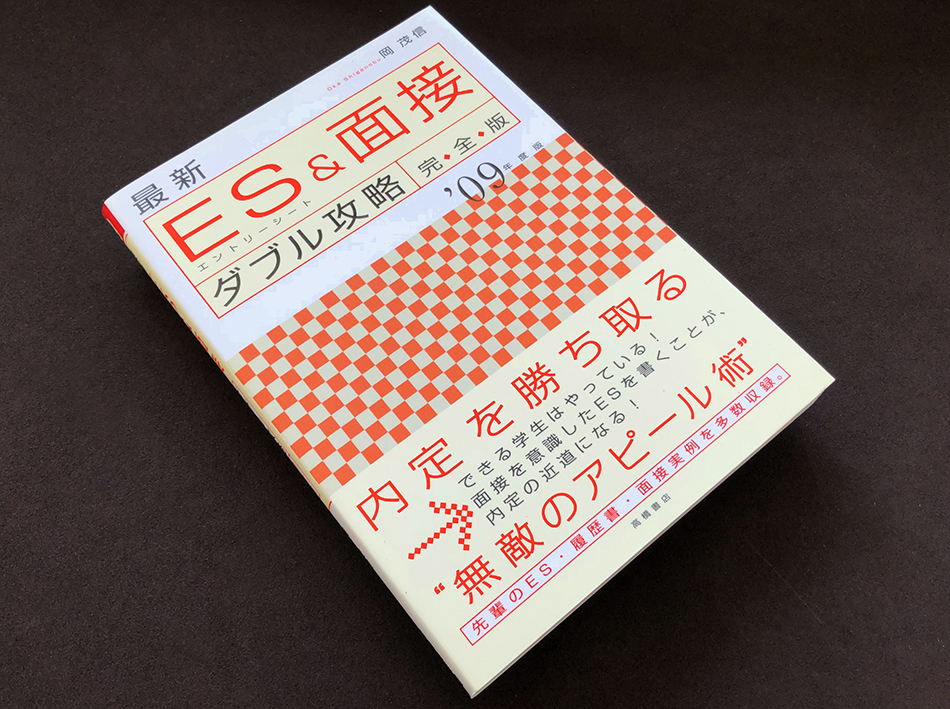 Oka Shigenobu 岡 茂信
最新
ES&面接
エントリーシート
ダブル攻略
完・全・版
'09年度版
内定を勝ち取る
できる学生はやっている！
面接を意識したESを書くことが、
内定の近道になる！
“無敵のアピール術”
先輩のES・履歴書・面接実例を多数収録。
高橋書店